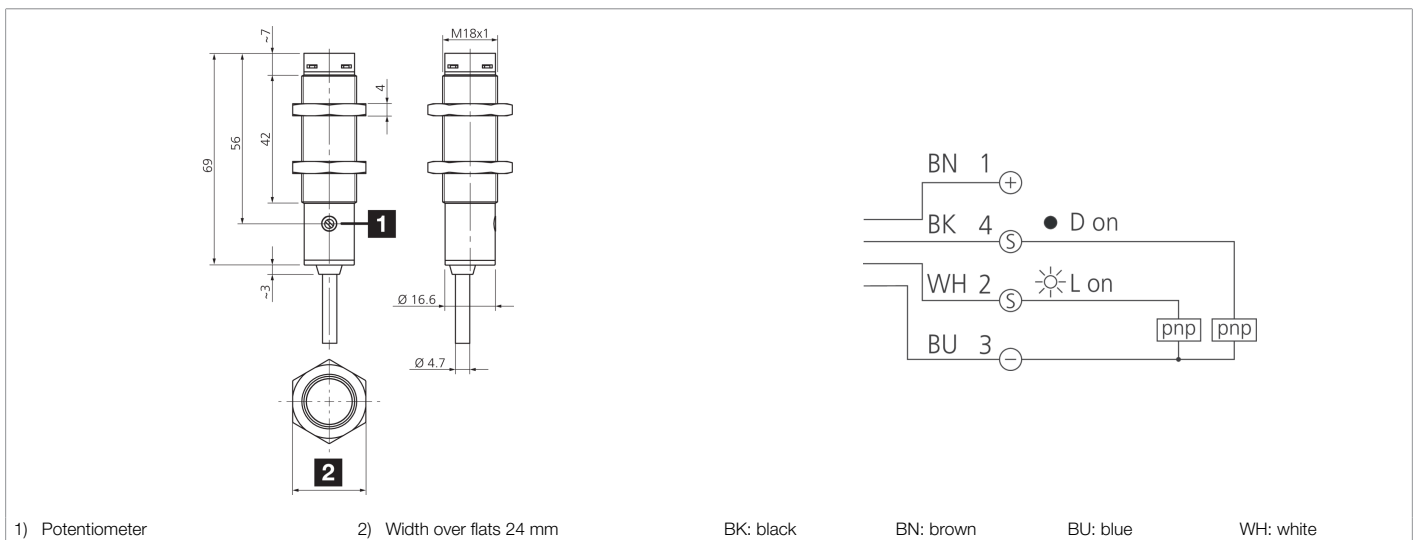 ~7
M18x1
4
42
56
69
1
~3
Ø 16.6
Ø 4.7
2
BN 1 +
BK 4 S D on
WH 2 S L on
pnp pnp
BU 3 −
1) Potentiometer 2) Width over flats 24 mm BK: black BN: brown BU: blue WH: white